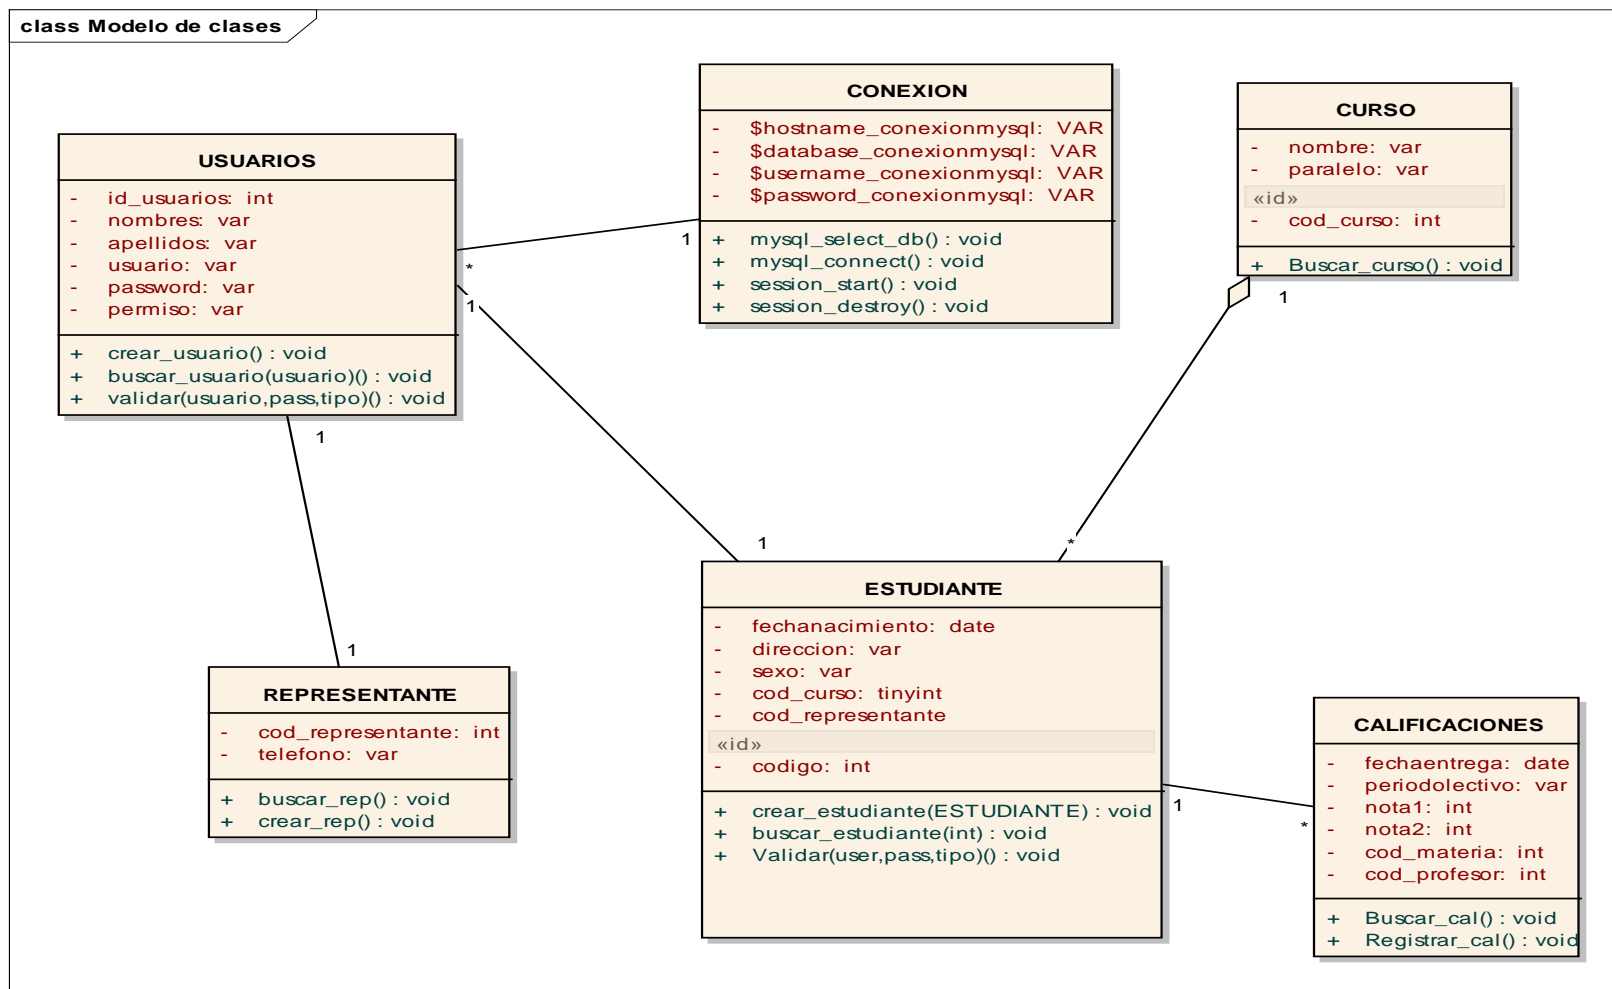 class Modelo de clases
USUARIOS
- id_usuarios: int
- nombres: var
- apellidos: var
- usuario: var
- password: var
- permiso: var
+ crear_usuario() : void
+ buscar_usuario(usuario)() : void
+ validar(usuario,pass,tipo)() : void
CONEXION
- $hostname_conexionmysql: VAR
- $database_conexionmysql: VAR
- $username_conexionmysql: VAR
- $password_conexionmysql: VAR
+ mysql_select_db() : void
+ mysql_connect() : void
+ session_start() : void
+ session_destroy() : void
CURSO
- nombre: var
- paralelo: var
«id»
- cod_curso: int
+ Buscar_curso() : void
1
*
1
1
1
*
1
1
REPRESENTANTE
- cod_representante: int
- telefono: var
+ buscar_rep() : void
+ crear_rep() : void
ESTUDIANTE
- fechanacimiento: date
- direccion: var
- sexo: var
- cod_curso: tinyint
- cod_representante
«id»
- codigo: int
+ crear_estudiante(ESTUDIANTE) : void
+ buscar_estudiante(int) : void
+ Validar(user,pass,tipo)() : void
1
*
CALIFICACIONES
- fechaentrega: date
- periodolectivo: var
- nota1: int
- nota2: int
- cod_materia: int
- cod_profesor: int
+ Buscar_cal() : void
+ Registrar_cal() : void